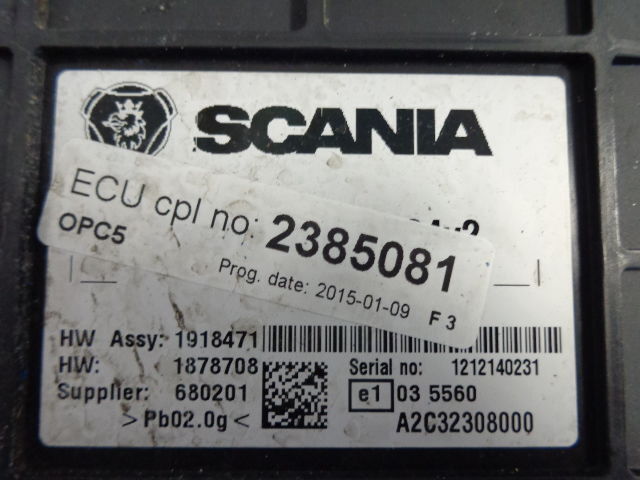 SCANIA
ECU cpl no: 2385081
OPC5
Prog. date: 2015-01-09 F 3
HW Assy: 1918471
HW: 1878708
Serial no: 1212140231
Supplier: 680201
e1 03 5560
>Pb02.0g<
A2C32308000